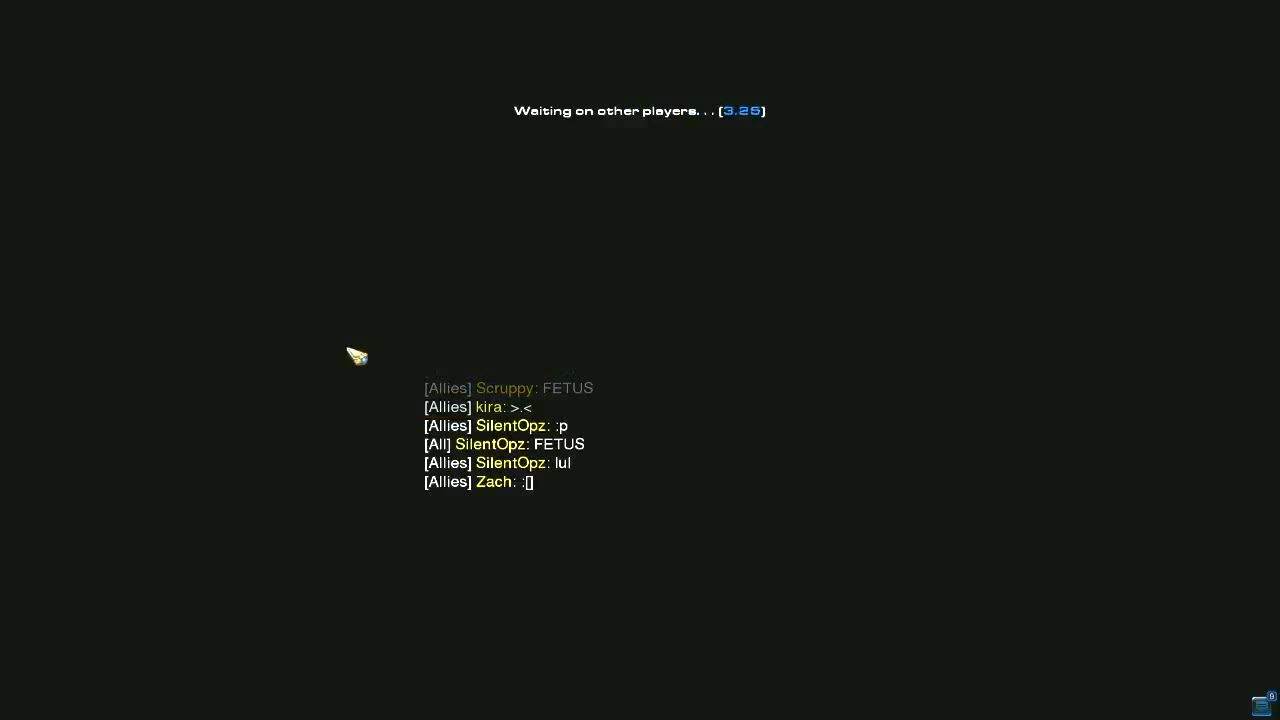 Waiting on other players. . . (3.25)
[Allies] Scruppy: FETUS
[Allies] kira: >.<
[Allies] SilentOpz: :p
[All] SilentOpz: FETUS
[Allies] SilentOpz: lul
[Allies] Zach: :[]
9